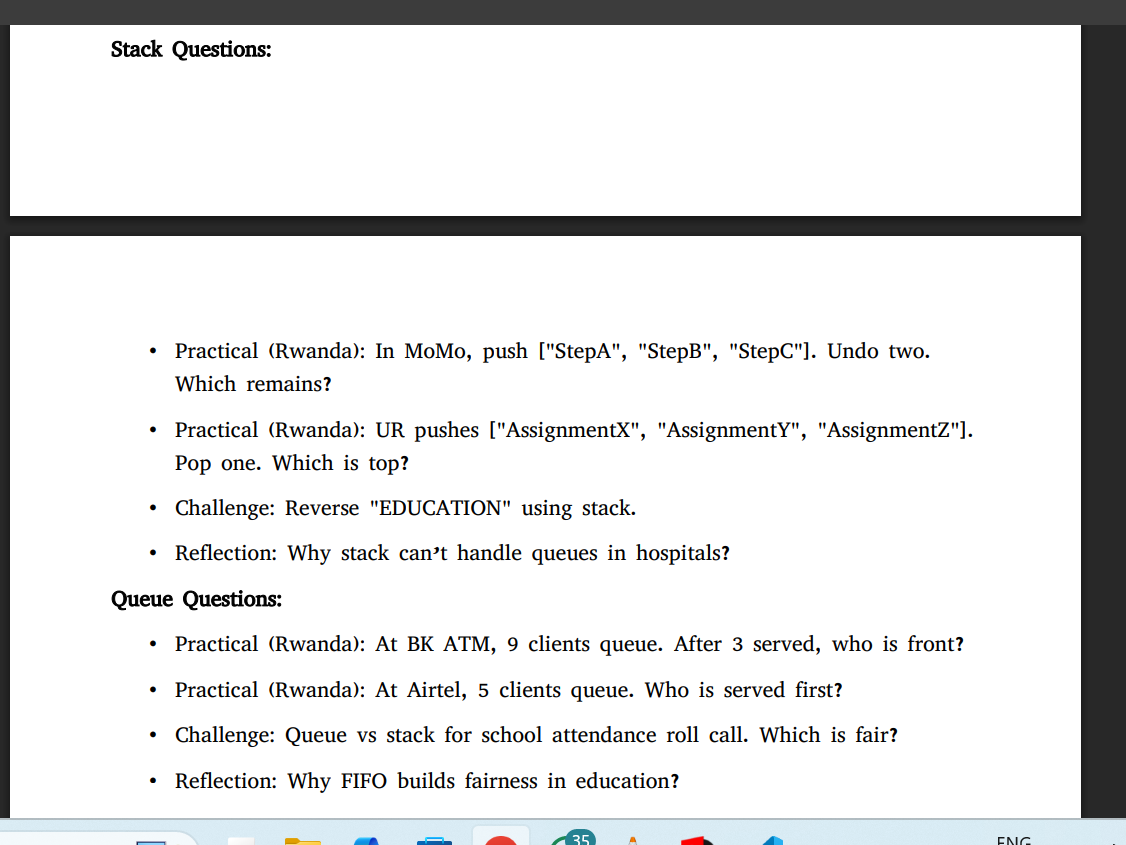 Stack Questions:
• Practical (Rwanda): In MoMo, push ["StepA", "StepB", "StepC"]. Undo two.
Which remains?
• Practical (Rwanda): UR pushes ["AssignmentX", "AssignmentY", "AssignmentZ"].
Pop one. Which is top?
• Challenge: Reverse "EDUCATION" using stack.
• Reflection: Why stack can’t handle queues in hospitals?
Queue Questions:
• Practical (Rwanda): At BK ATM, 9 clients queue. After 3 served, who is front?
• Practical (Rwanda): At Airtel, 5 clients queue. Who is served first?
• Challenge: Queue vs stack for school attendance roll call. Which is fair?
• Reflection: Why FIFO builds fairness in education?
35
ENG